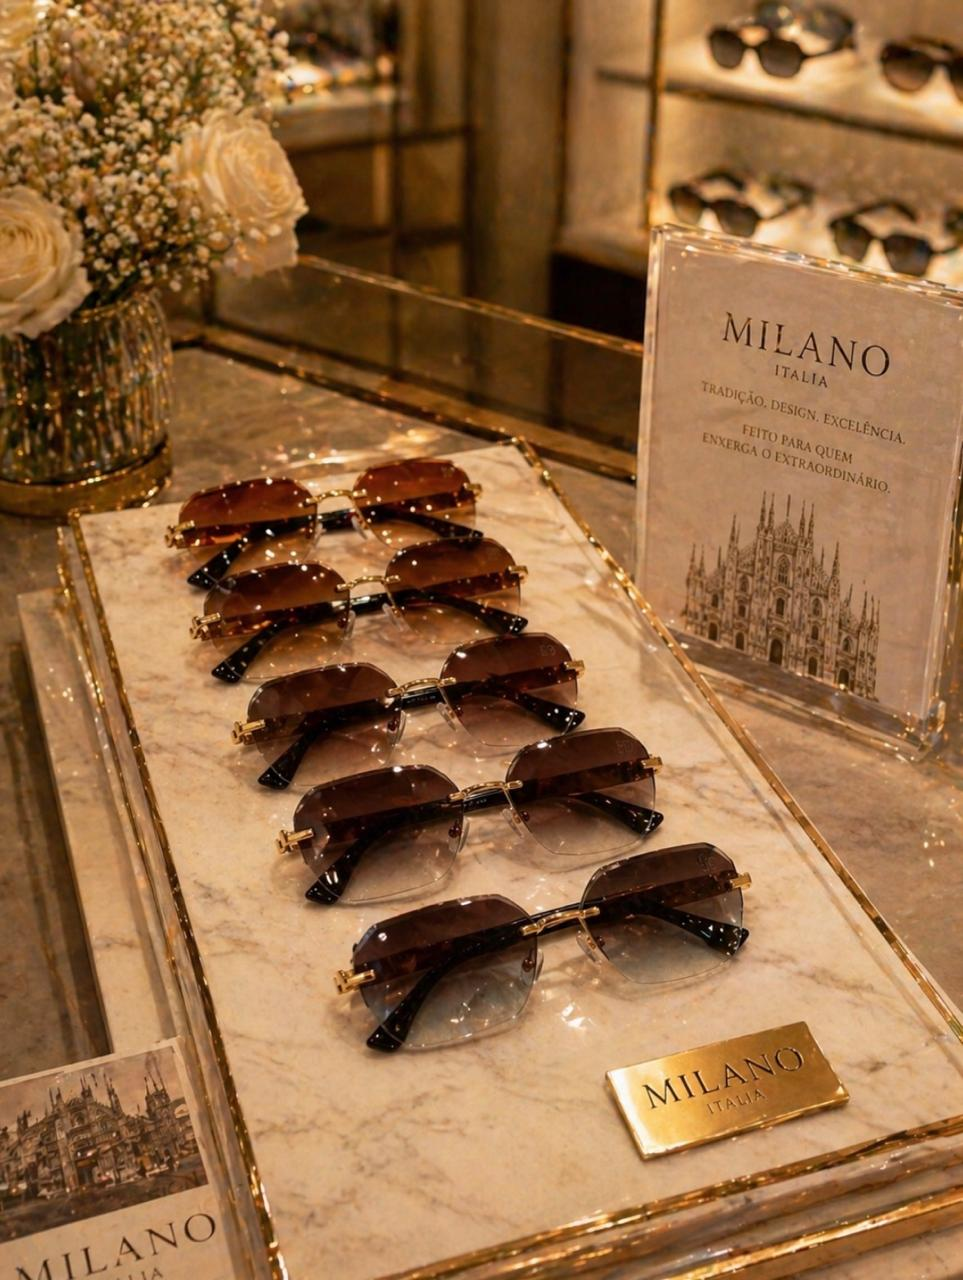 MILANO
ITALIA
TRADIÇÃO. DESIGN. EXCELÊNCIA.
FEITO PARA QUEM
ENXERGA O EXTRAORDINÁRIO.
MILANO
ITALIA
MILANO